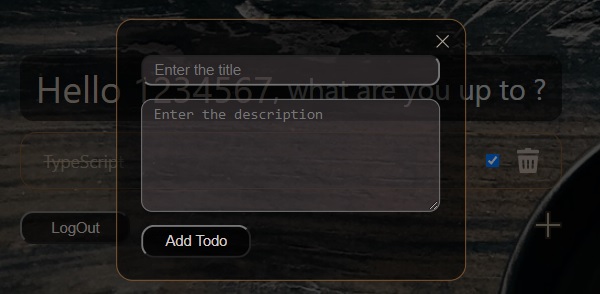 Enter the title
Hello 1234567, what are you up to ?
Enter the description
TypeScript
LogOut
Add Todo